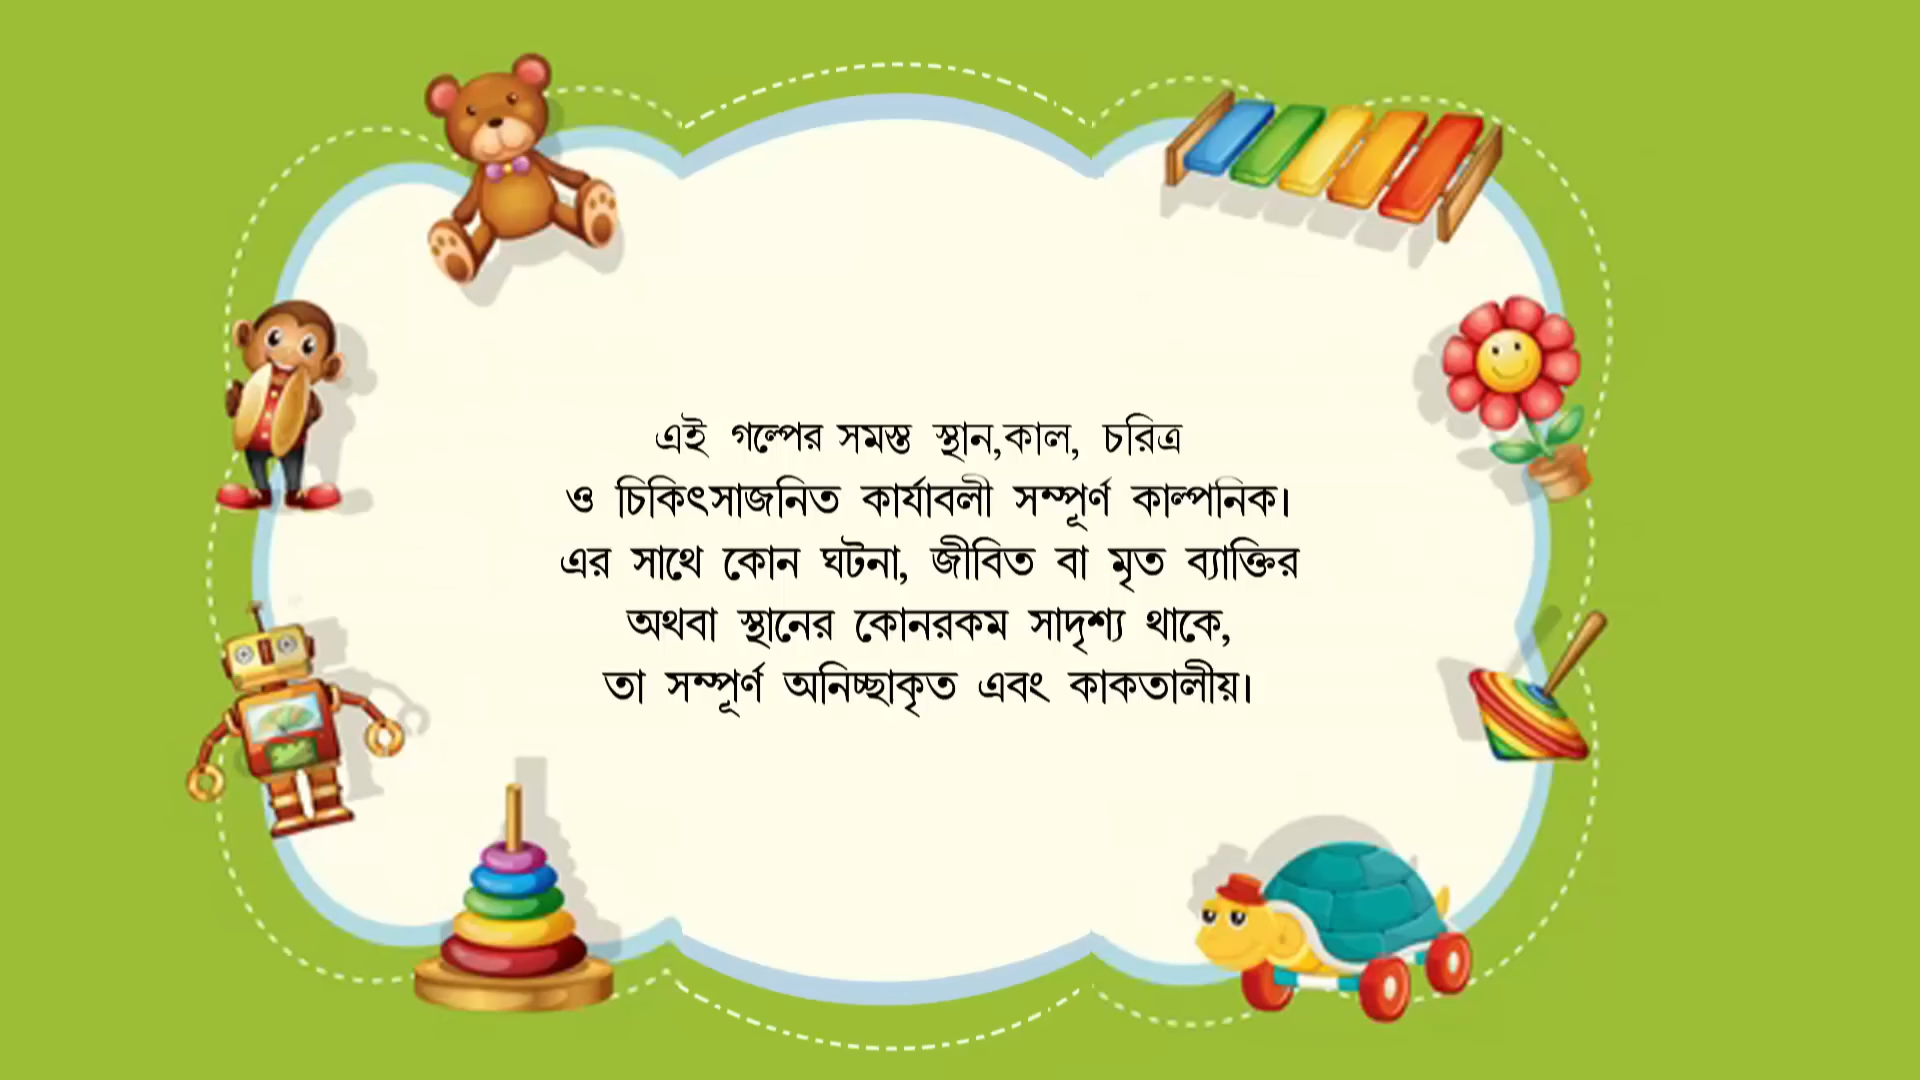 এই গল্পের সমস্ত স্থান,কাল, চরিত্র
ও চিকিৎসাজনিত কার্যাবলী সম্পূর্ণ কাল্পনিক।
এর সাথে কোন ঘটনা, জীবিত বা মৃত ব্যাক্তির
অথবা স্থানের কোনরকম সাদৃশ্য থাকে,
তা সম্পূর্ণ অনিচ্ছাকৃত এবং কাকতালীয়।